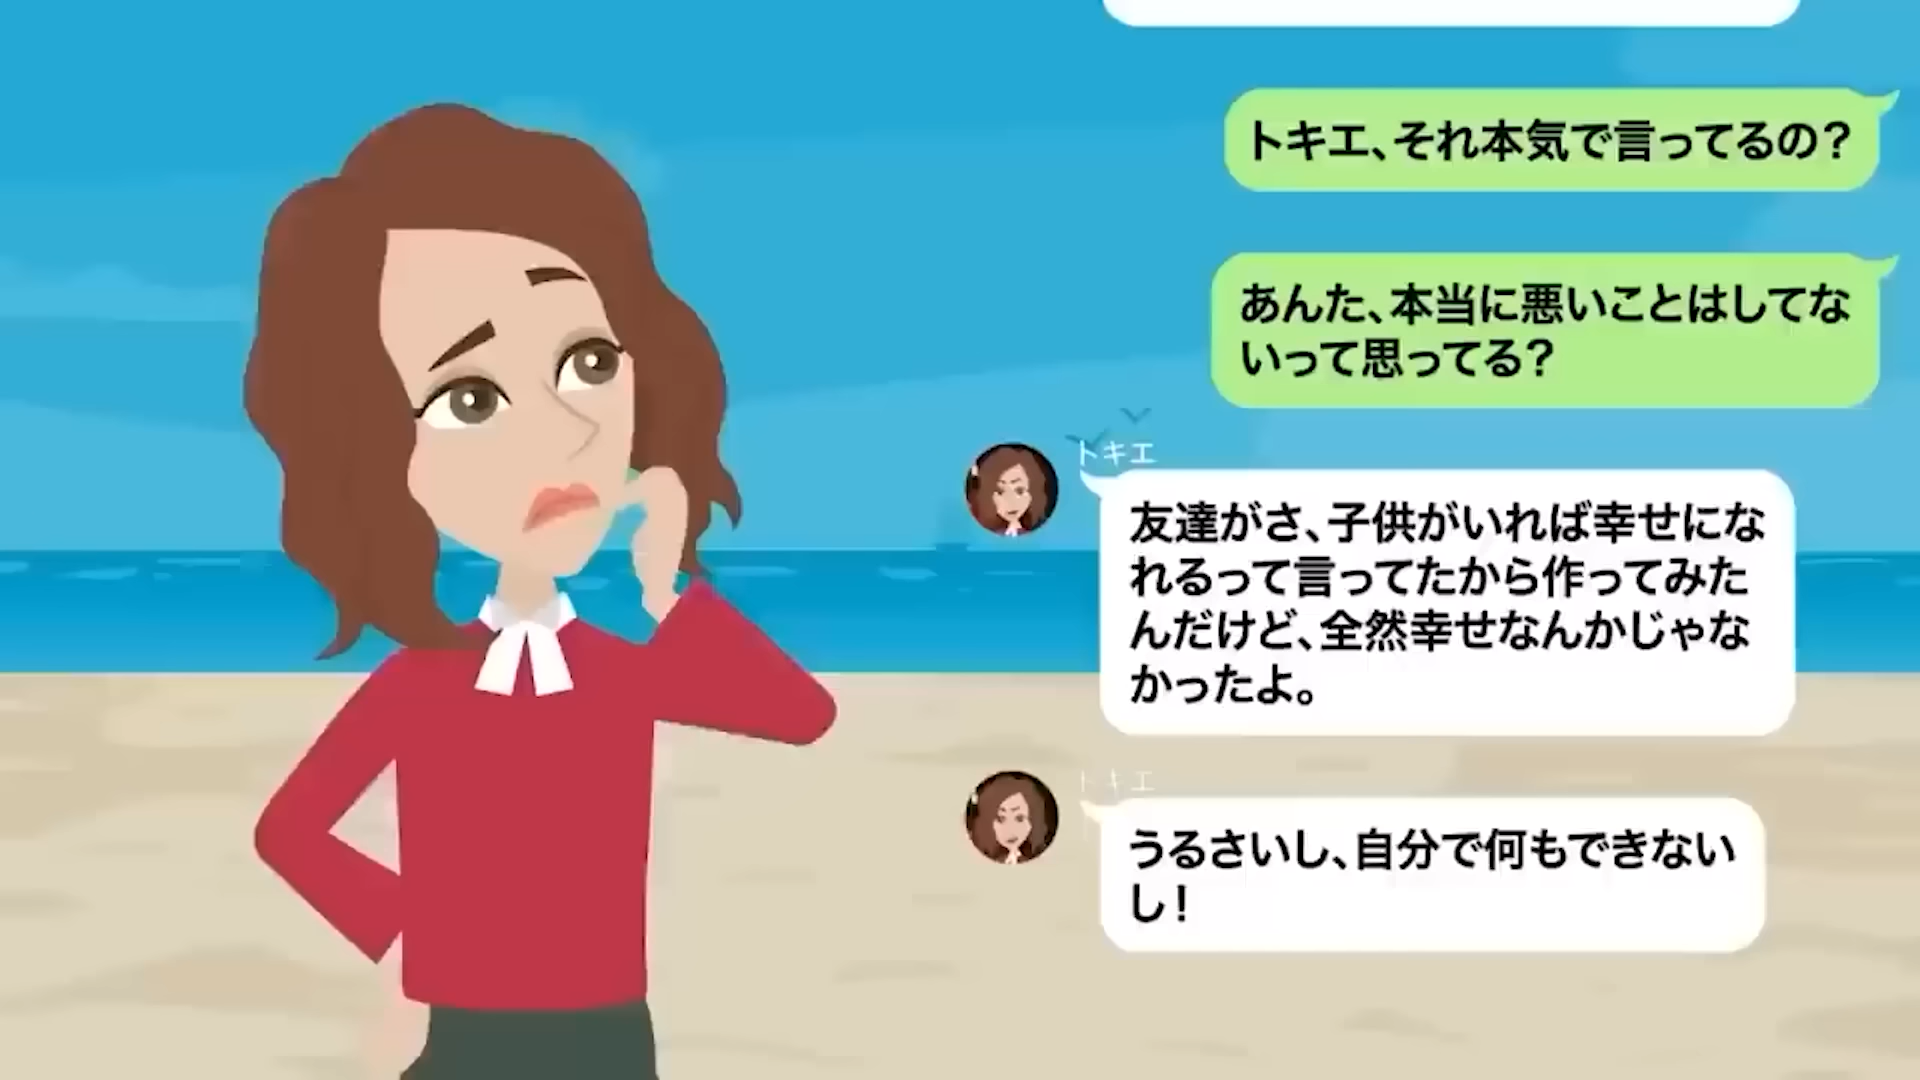 トキエ、それ本気で言ってるの？
あんた、本当に悪いことはしてな
いって思ってる？
トキエ
友達がさ、子供がいれば幸せにな
れるって言ってたから作ってみた
んだけど、全然幸せなんかじゃな
かったよ。
トキエ
うるさいし、自分で何もできない
し！